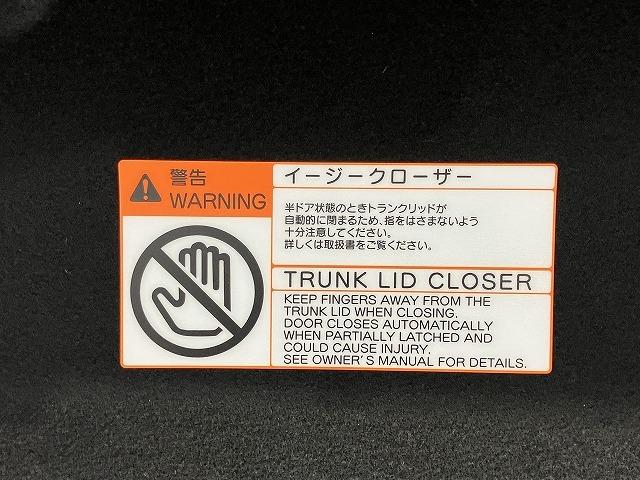 警告
WARNING
イージークローザー
半ドア状態のときトランクリッドが
自動的に閉まるため、指をはさまないよう
十分注意してください。
詳しくは取扱書をご覧ください。
TRUNK LID CLOSER
KEEP FINGERS AWAY FROM THE
TRUNK LID WHEN CLOSING.
DOOR CLOSES AUTOMATICALLY
WHEN PARTIALLY LATCHED AND
COULD CAUSE INJURY.
SEE OWNER'S MANUAL FOR DETAILS.